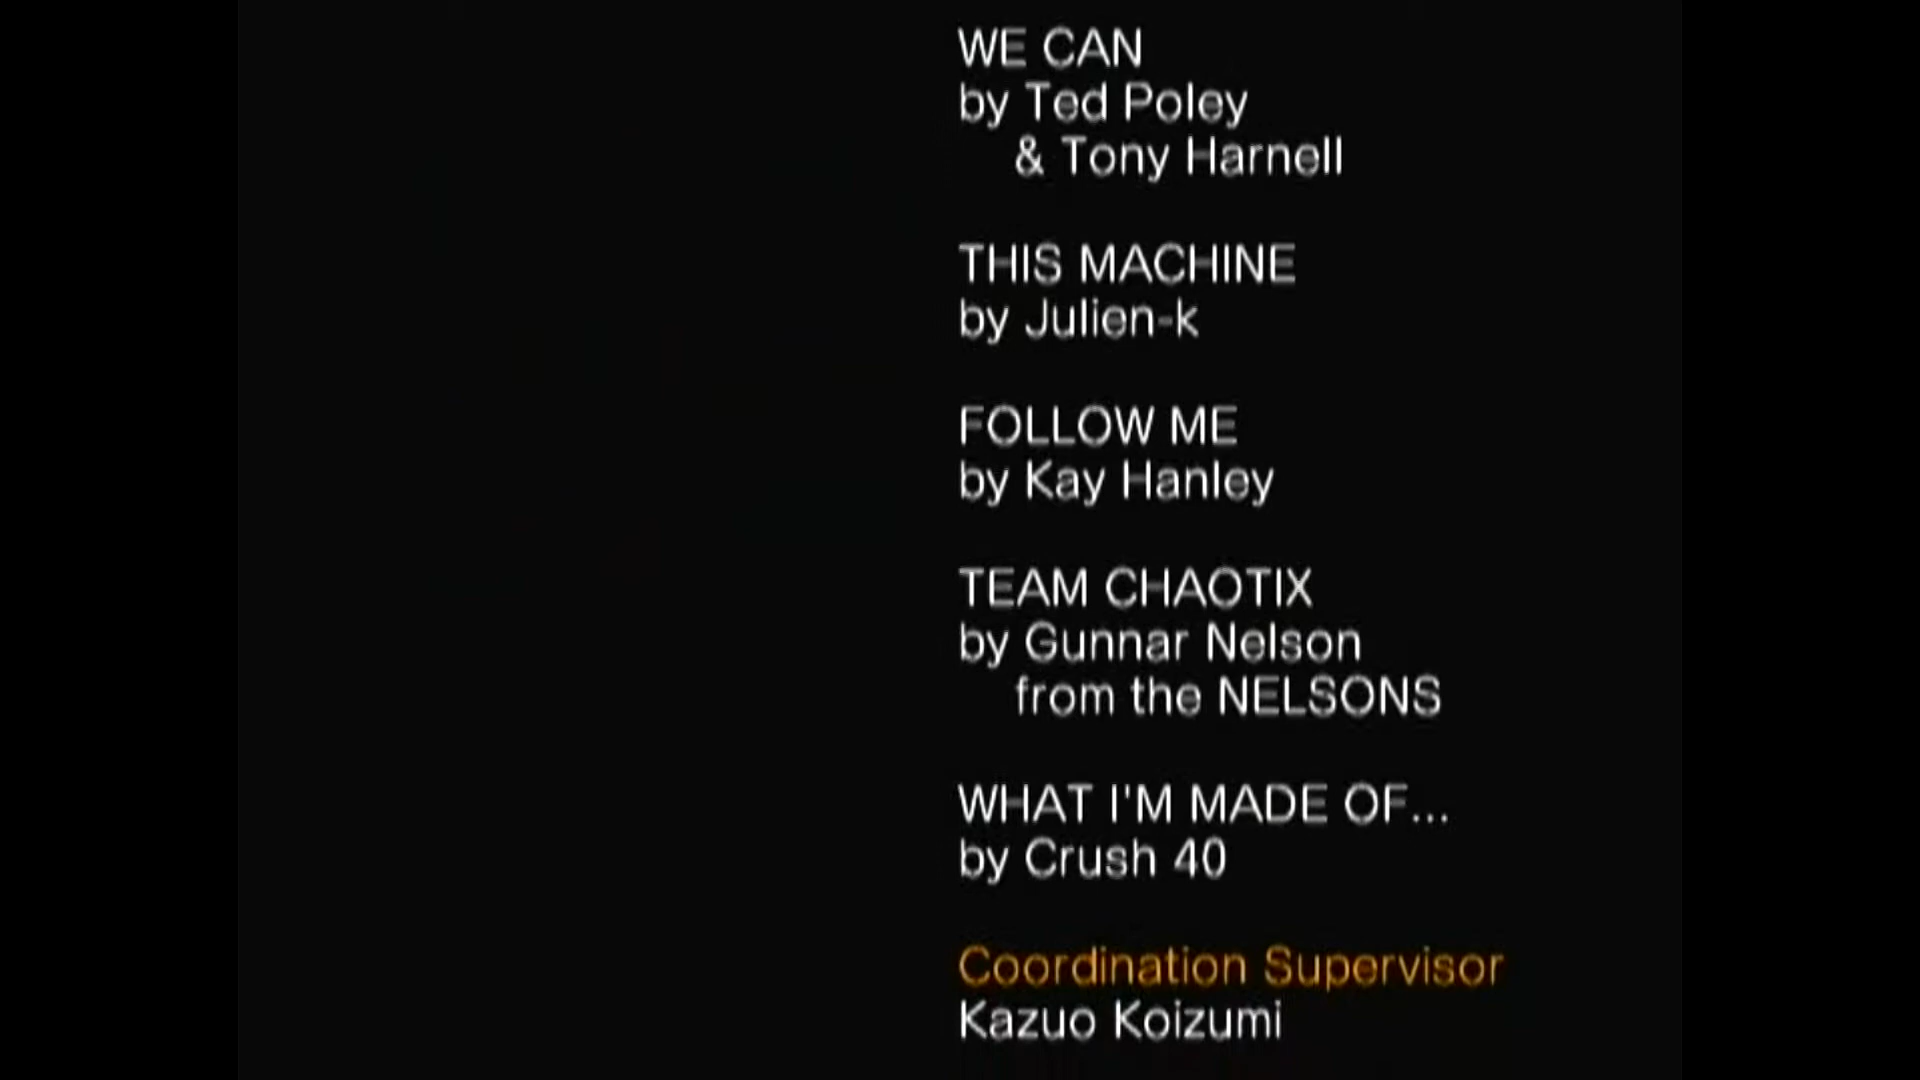 WE CAN
by Ted Poley
& Tony Harnell
THIS MACHINE
by Julien-k
FOLLOW ME
by Kay Hanley
TEAM CHAOTIX
by Gunnar Nelson
from the NELSONS
WHAT I'M MADE OF...
by Crush 40
Coordination Supervisor
Kazuo Koizumi